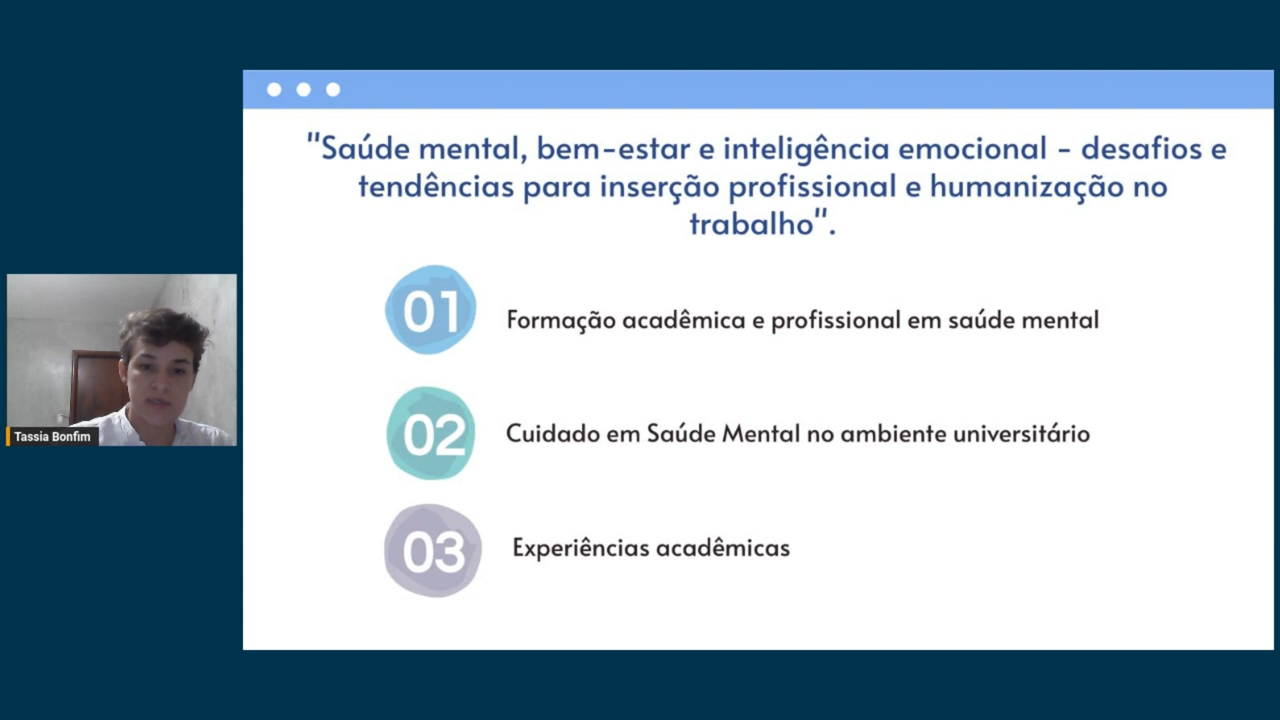 "Saúde mental, bem-estar e inteligência emocional - desafios e
tendências para inserção profissional e humanização no
trabalho".
01
Formação acadêmica e profissional em saúde mental
02
Cuidado em Saúde Mental no ambiente universitário
03
Experiências acadêmicas
Tassia Bonfim